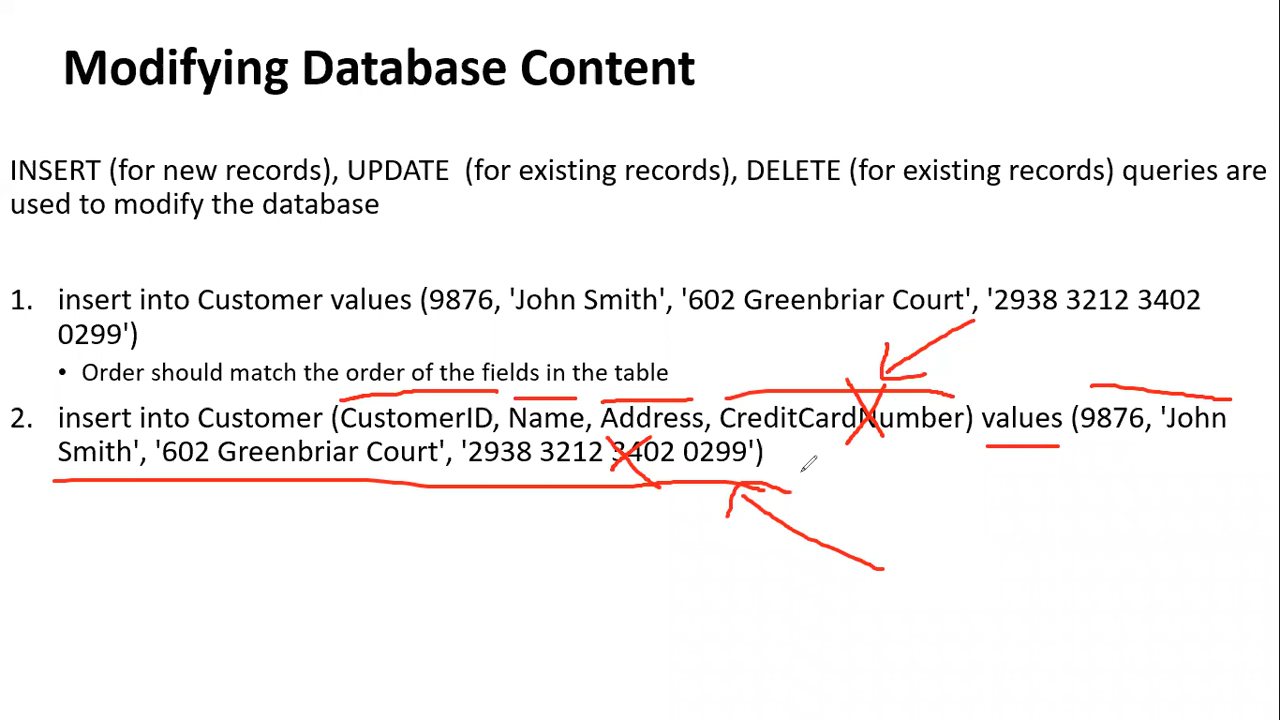 Modifying Database Content
INSERT (for new records), UPDATE  (for existing records), DELETE (for existing records) queries are
used to modify the database
1. insert into Customer values (9876, 'John Smith', '602 Greenbriar Court', '2938 3212 3402
0299')
• Order should match the order of the fields in the table
2. insert into Customer (CustomerID, Name, Address, CreditCardNumber) values (9876, 'John
Smith', '602 Greenbriar Court', '2938 3212 3402 0299')